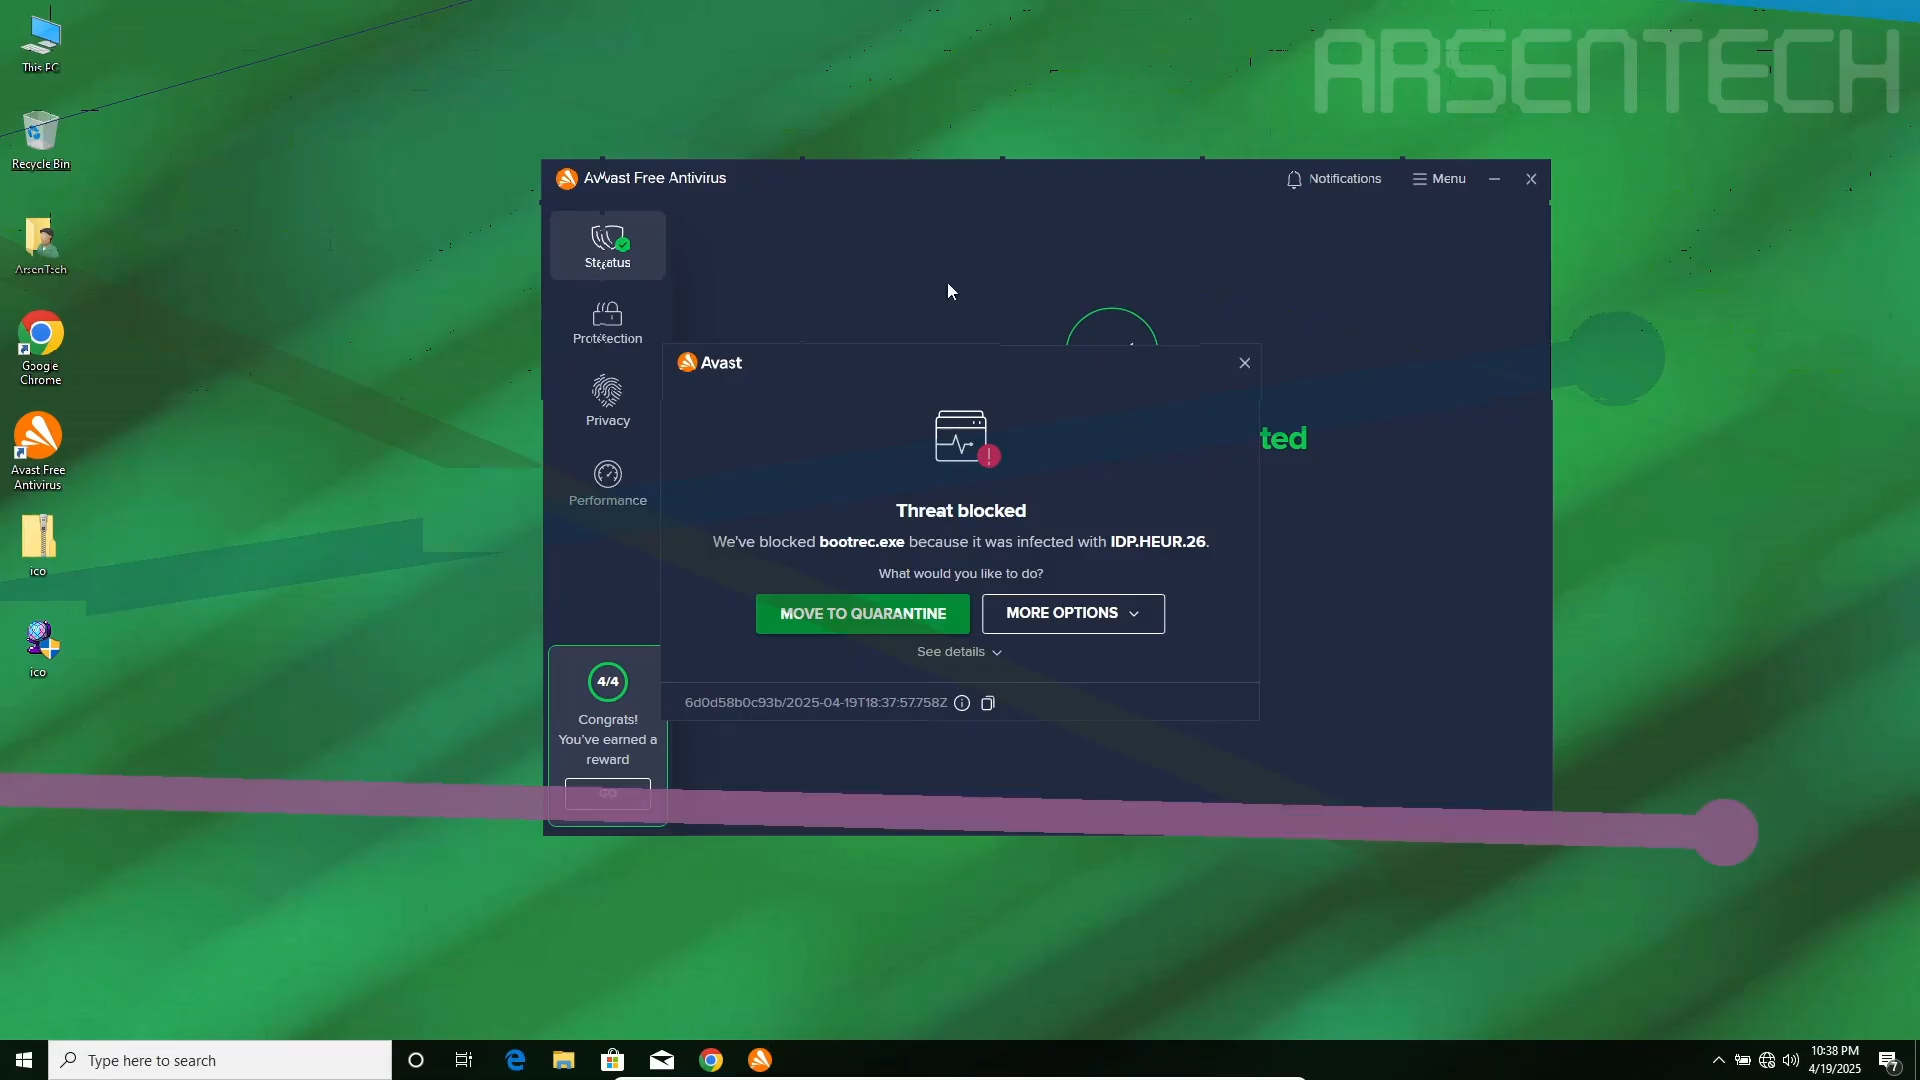 ARSENTECH
This PC
Recycle Bin
ArsenTech
Google
Chrome
Avast Free
Antivirus
ico
ico
Avast Free Antivirus
Notifications
Menu
Status
Protection
Privacy
Performance
4/4
Congrats!
You've earned a
reward
GO
ted
Avast
Threat blocked
We've blocked bootrec.exe because it was infected with IDP.HEUR.26.
What would you like to do?
MOVE TO QUARANTINE
MORE OPTIONS
See details
6d0d58b0c93b/2025-04-19T18:37:57.758Z
Type here to search
10:38 PM
4/19/2025
7